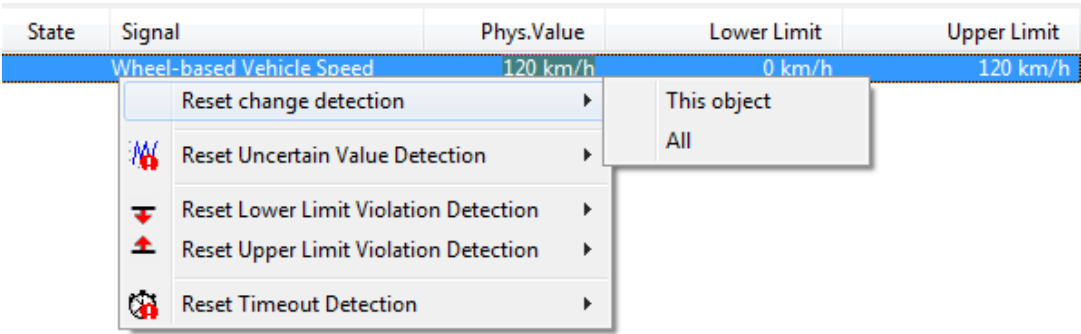 State Signal Phys.Value Lower Limit Upper Limit
Wheel-based Vehicle Speed 120 km/h 0 km/h 120 km/h
Reset change detection This object
All
Reset Uncertain Value Detection
Reset Lower Limit Violation Detection
Reset Upper Limit Violation Detection
Reset Timeout Detection